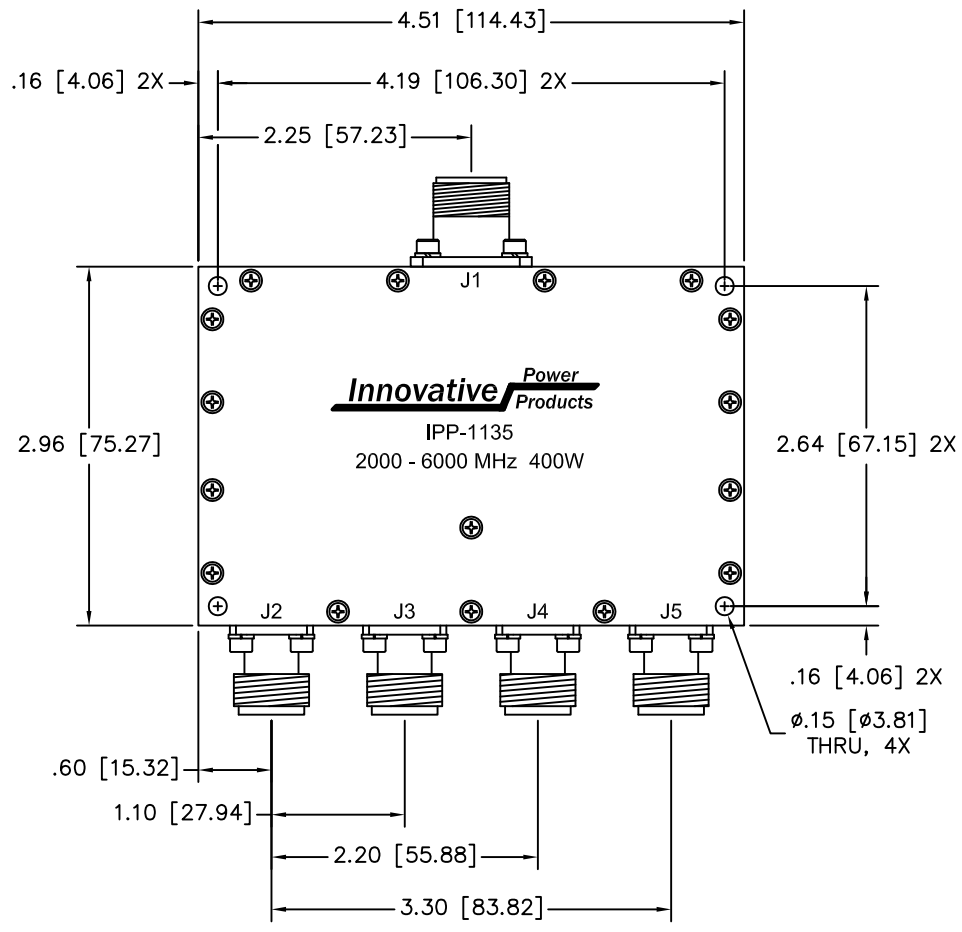 4.51 [114.43]
.16 [4.06] 2X
4.19 [106.30] 2X
2.25 [57.23]
J1
Innovative Power Products
IPP-1135
2000 - 6000 MHz 400W
2.96 [75.27]
2.64 [67.15] 2X
J2 J3 J4 J5
.16 [4.06] 2X
ø.15 [ø3.81]
THRU, 4X
.60 [15.32]
1.10 [27.94]
2.20 [55.88]
3.30 [83.82]